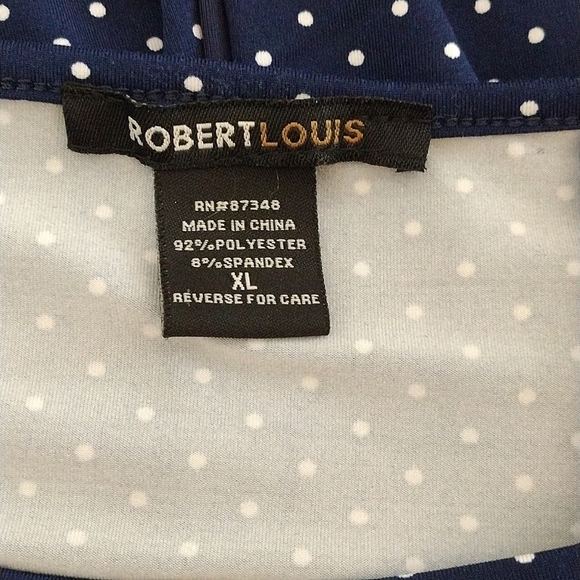 ROBERTLOUIS
RN#87348
MADE IN CHINA
92%POLYESTER
8%SPANDEX
XL
REVERSE FOR CARE